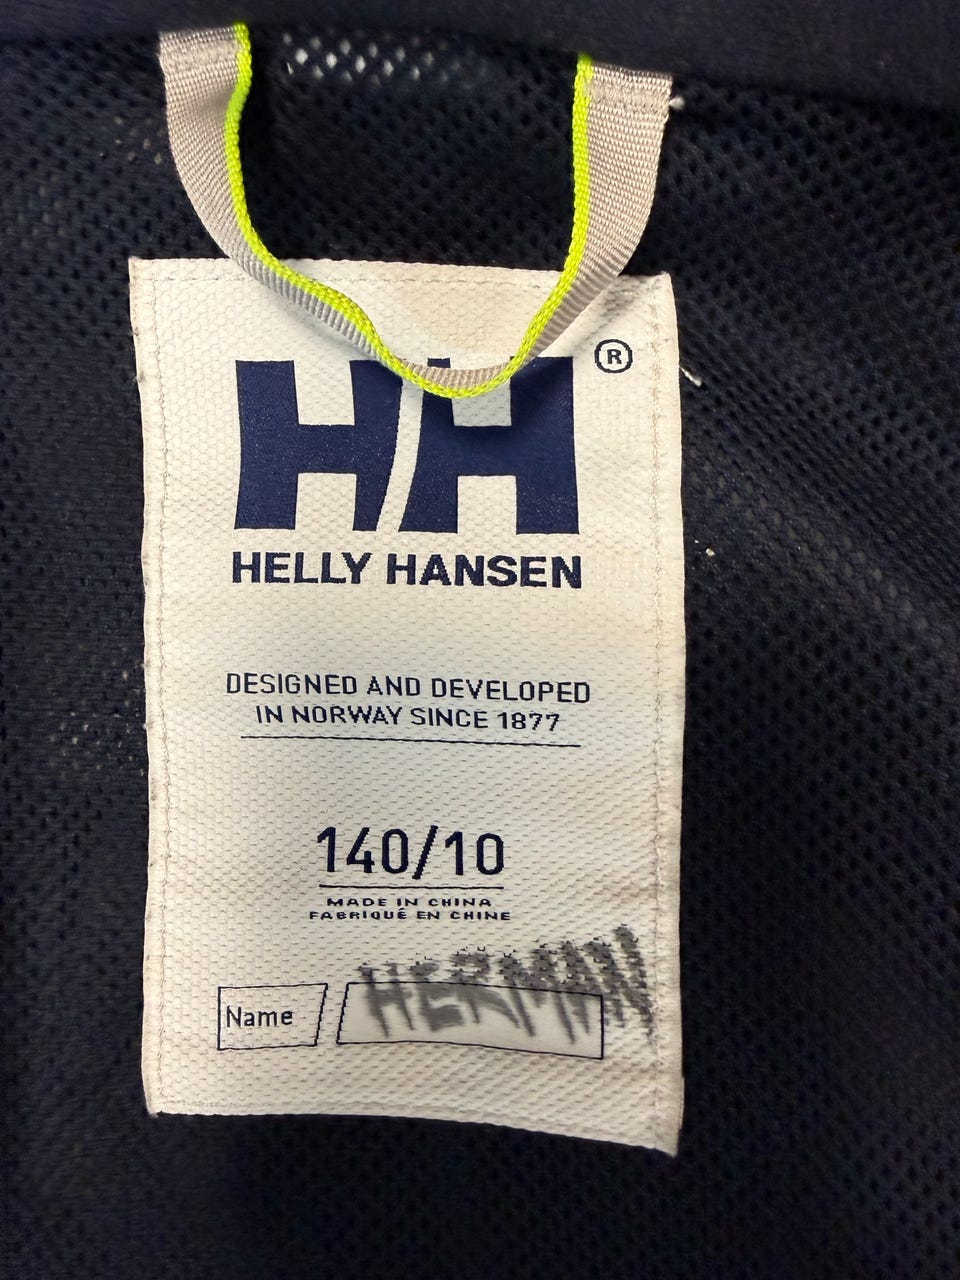 HH®
HELLY HANSEN
DESIGNED AND DEVELOPED
IN NORWAY SINCE 1877
140/10
MADE IN CHINA
FABRIQUÉ EN CHINE
Name HERMAN